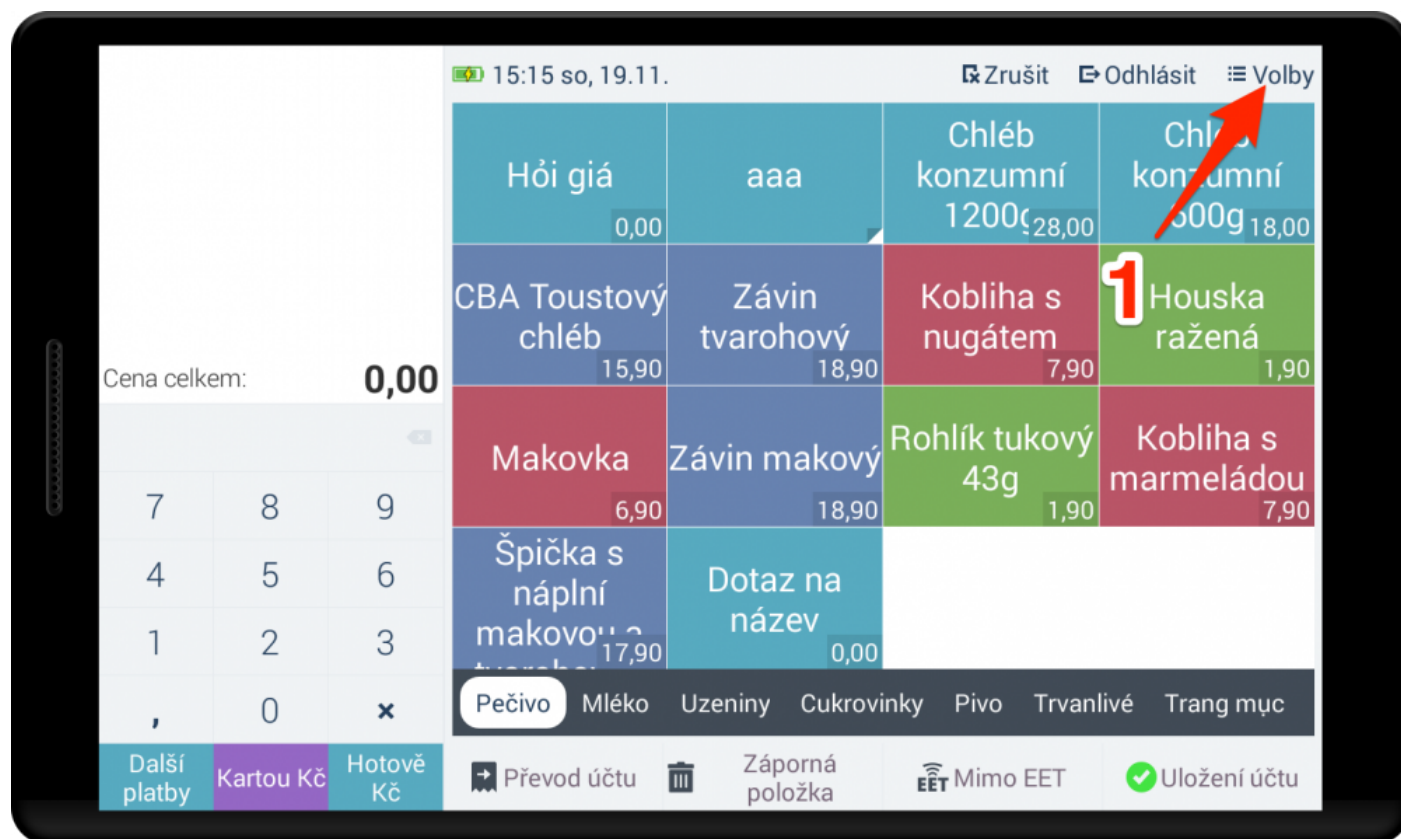 15:15 so, 19.11.
Zrušit
Odhlásit
Volby
Hỏi giá
0,00
aaa
Chléb
konzumní
1200g
28,00
Chléb
konzumní
600g
18,00
1
CBA Toustový
chléb
15,90
Závin
tvarohový
18,90
Kobliha s
nugátem
7,90
Houska
ražená
1,90
Cena celkem:
0,00
Makovka
6,90
Závin makový
18,90
Rohlík tukový
43g
1,90
Kobliha s
marmeládou
7,90
Špička s
náplní
makovou a
17,90
Dotaz na
název
0,00
7 8 9
4 5 6
1 2 3
, 0 ×
Pečivo Mléko Uzeniny Cukrovinky Pivo Trvanlivé Trang mục
Další
platby
Kartou Kč
Hotově
Kč
Převod účtu
Záporná
položka
EET Mimo EET
Uložení účtu